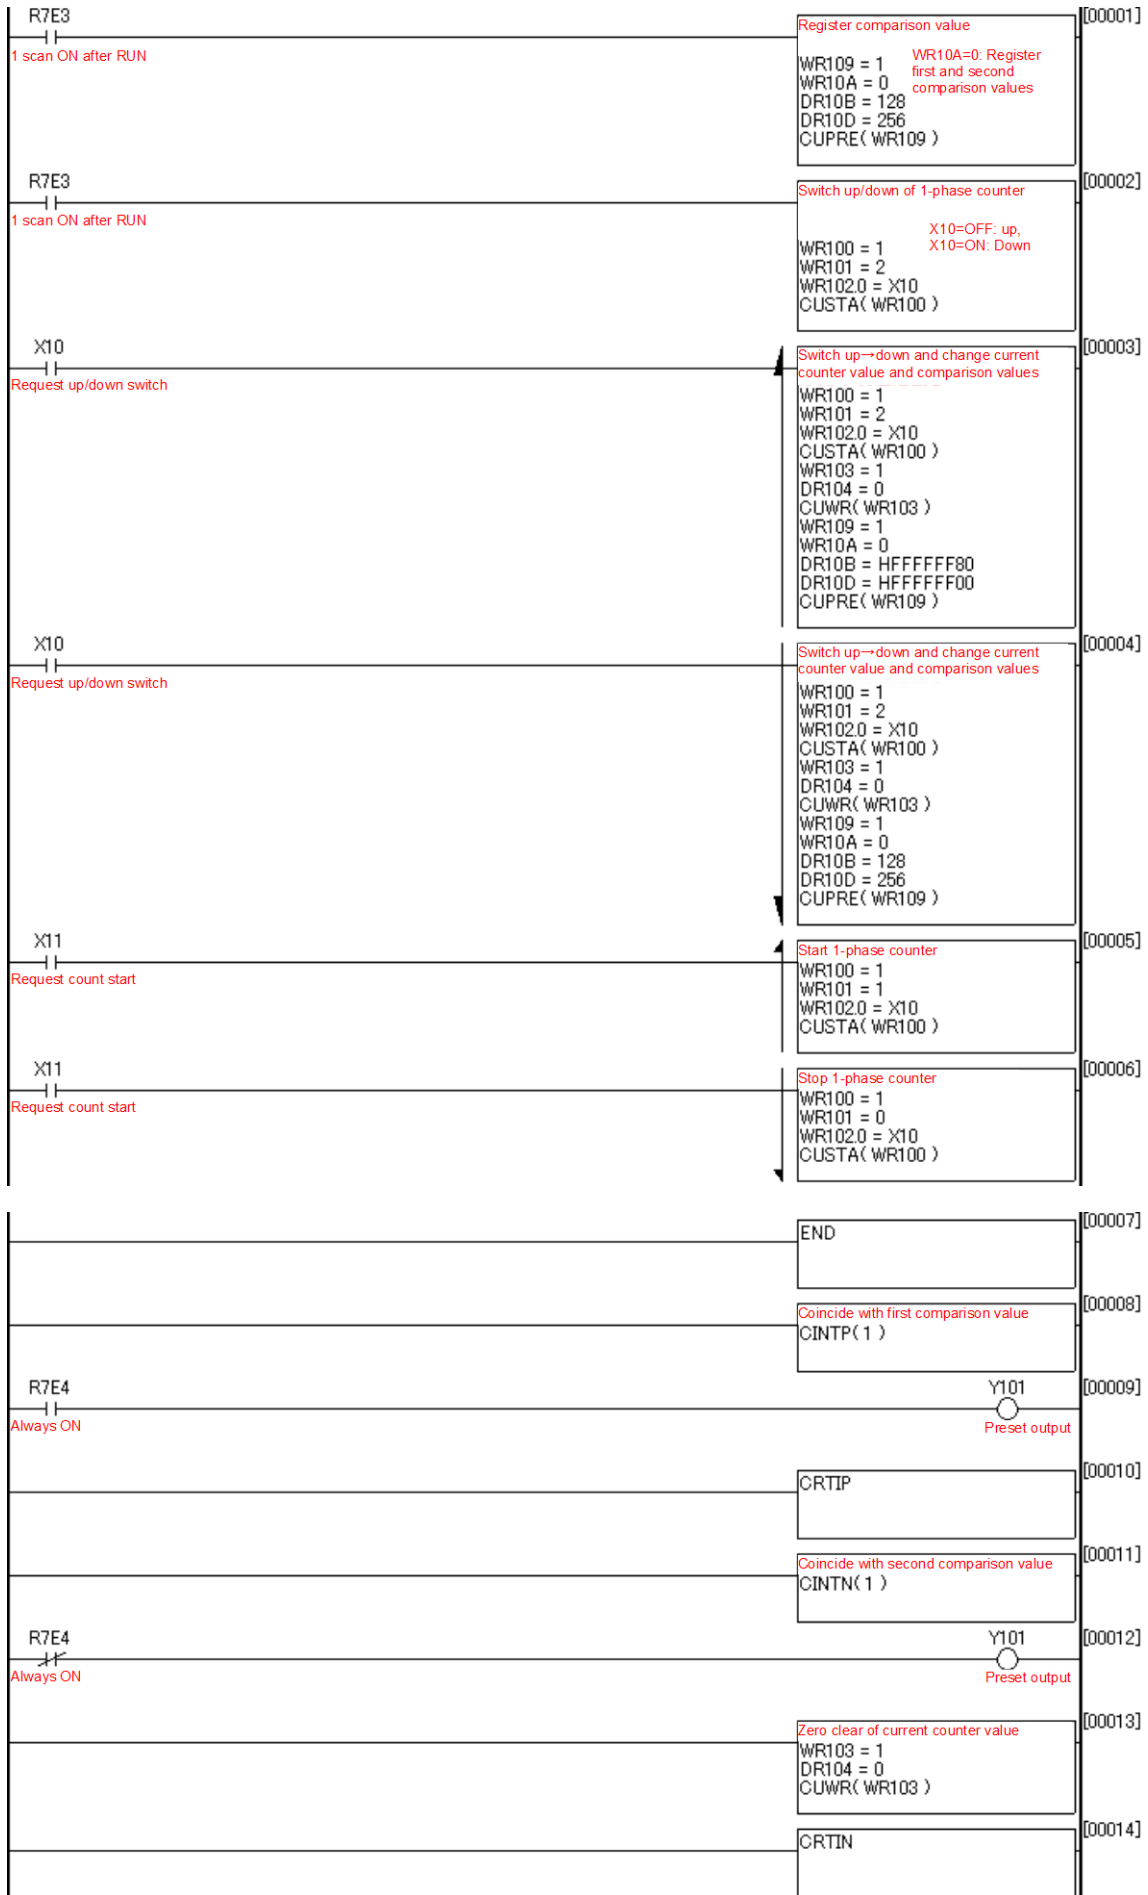 R7E3
[00001]
1 scan ON after RUN
Register comparison value
WR10A=0: Register
first and second
comparison values
WR109 = 1
WR10A = 0
DR10B = 128
DR10D = 256
CUPRE( WR109 )
R7E3
[00002]
1 scan ON after RUN
Switch up/down of 1-phase counter
X10=OFF: up,
X10=ON: Down
WR100 = 1
WR101 = 2
WR102.0 = X10
CUSTA( WR100 )
X10
[00003]
Request up/down switch
Switch up→down and change current
counter value and comparison values
WR100 = 1
WR101 = 2
WR102.0 = X10
CUSTA( WR100 )
WR103 = 1
DR104 = 0
CUWR( WR103 )
WR109 = 1
WR10A = 0
DR10B = HFFFFFF80
DR10D = HFFFFFF00
CUPRE( WR109 )
X10
[00004]
Request up/down switch
Switch up→down and change current
counter value and comparison values
WR100 = 1
WR101 = 2
WR102.0 = X10
CUSTA( WR100 )
WR103 = 1
DR104 = 0
CUWR( WR103 )
WR109 = 1
WR10A = 0
DR10B = 128
DR10D = 256
CUPRE( WR109 )
X11
[00005]
Request count start
Start 1-phase counter
WR100 = 1
WR101 = 1
WR102.0 = X10
CUSTA( WR100 )
X11
[00006]
Request count start
Stop 1-phase counter
WR100 = 1
WR101 = 0
WR102.0 = X10
CUSTA( WR100 )
[00007]
END
[00008]
Coincide with first comparison value
CINTP( 1 )
R7E4
Y101
[00009]
Always ON
Preset output
[00010]
CRTIP
[00011]
Coincide with second comparison value
CINTN( 1 )
R7E4
Y101
[00012]
Always ON
Preset output
[00013]
Zero clear of current counter value
WR103 = 1
DR104 = 0
CUWR( WR103 )
[00014]
CRTIN